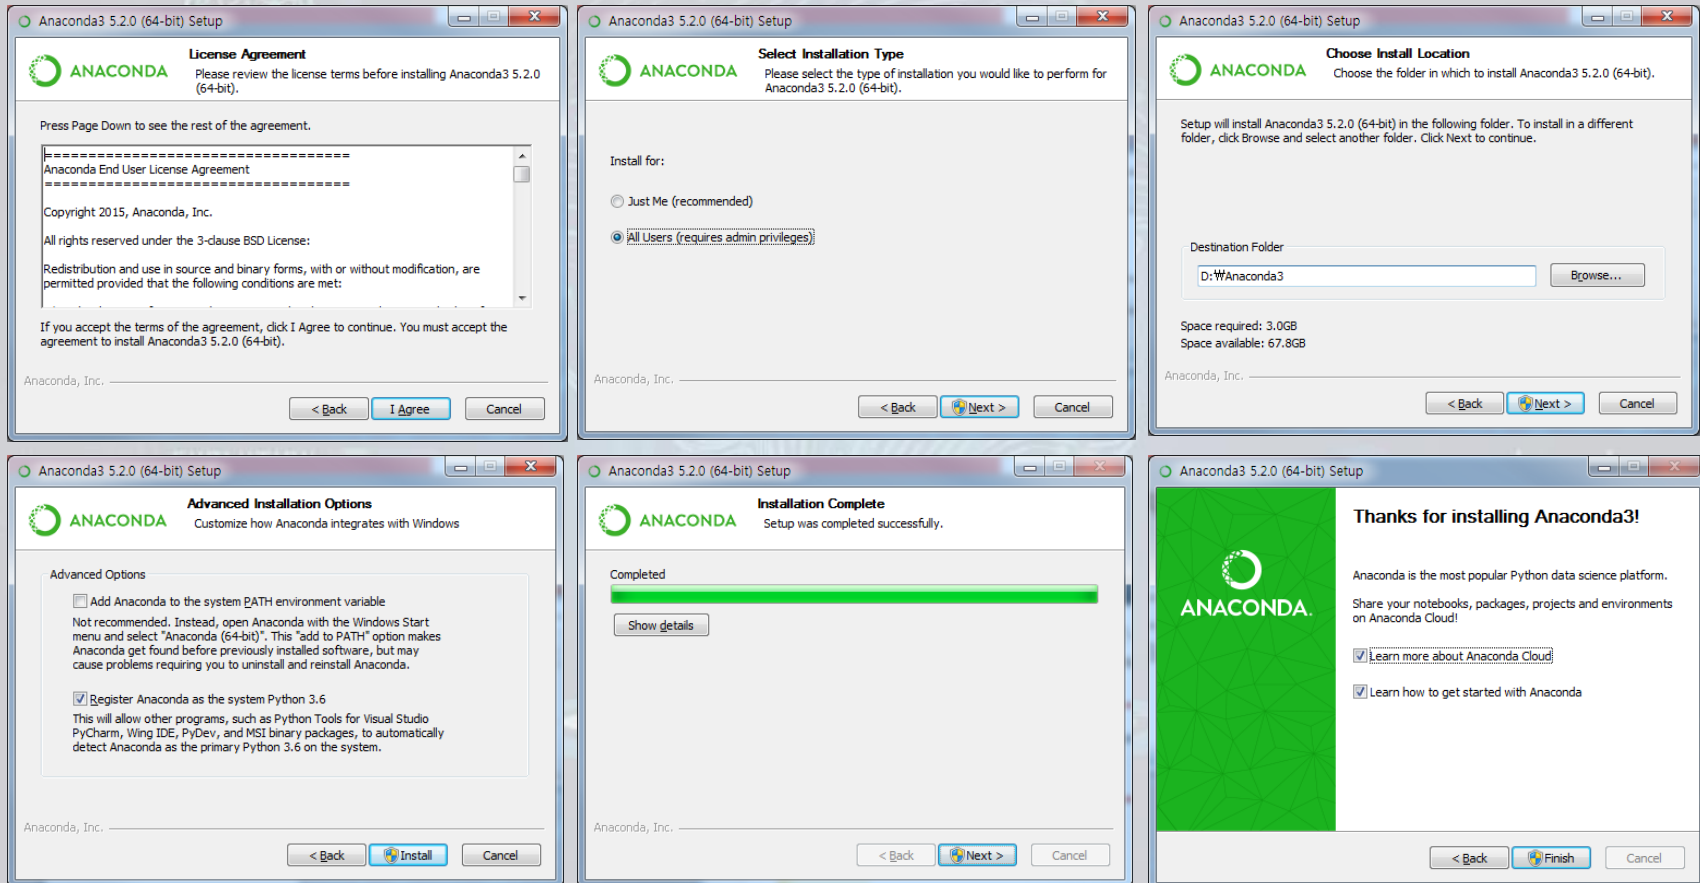 Anaconda3 5.2.0 (64-bit) Setup
ANACONDA
License Agreement
Please review the license terms before installing Anaconda3 5.2.0
(64-bit).
Press Page Down to see the rest of the agreement.
===================================
Anaconda End User License Agreement
===================================
Copyright 2015, Anaconda, Inc.
All rights reserved under the 3-clause BSD License:
Redistribution and use in source and binary forms, with or without modification, are
permitted provided that the following conditions are met:
If you accept the terms of the agreement, click I Agree to continue. You must accept the
agreement to install Anaconda3 5.2.0 (64-bit).
Anaconda, Inc.
< Back
I Agree
Cancel
Anaconda3 5.2.0 (64-bit) Setup
ANACONDA
Select Installation Type
Please select the type of installation you would like to perform for
Anaconda3 5.2.0 (64-bit).
Install for:
Just Me (recommended)
All Users (requires admin privileges)
Anaconda, Inc.
< Back
Next >
Cancel
Anaconda3 5.2.0 (64-bit) Setup
ANACONDA
Choose Install Location
Choose the folder in which to install Anaconda3 5.2.0 (64-bit).
Setup will install Anaconda3 5.2.0 (64-bit) in the following folder. To install in a different
folder, click Browse and select another folder. Click Next to continue.
Destination Folder
D:₩Anaconda3
Browse...
Space required: 3.0GB
Space available: 67.8GB
Anaconda, Inc.
< Back
Next >
Cancel
Anaconda3 5.2.0 (64-bit) Setup
ANACONDA
Advanced Installation Options
Customize how Anaconda integrates with Windows
Advanced Options
Add Anaconda to the system PATH environment variable
Not recommended. Instead, open Anaconda with the Windows Start
menu and select "Anaconda (64-bit)". This "add to PATH" option makes
Anaconda get found before previously installed software, but may
cause problems requiring you to uninstall and reinstall Anaconda.
Register Anaconda as the system Python 3.6
This will allow other programs, such as Python Tools for Visual Studio
PyCharm, Wing IDE, PyDev, and MSI binary packages, to automatically
detect Anaconda as the primary Python 3.6 on the system.
Anaconda, Inc.
< Back
Install
Cancel
Anaconda3 5.2.0 (64-bit) Setup
ANACONDA
Installation Complete
Setup was completed successfully.
Completed
Show details
Anaconda, Inc.
< Back
Next >
Cancel
Anaconda3 5.2.0 (64-bit) Setup
ANACONDA.
Thanks for installing Anaconda3!
Anaconda is the most popular Python data science platform.
Share your notebooks, packages, projects and environments
on Anaconda Cloud!
Learn more about Anaconda Cloud
Learn how to get started with Anaconda
< Back
Finish
Cancel